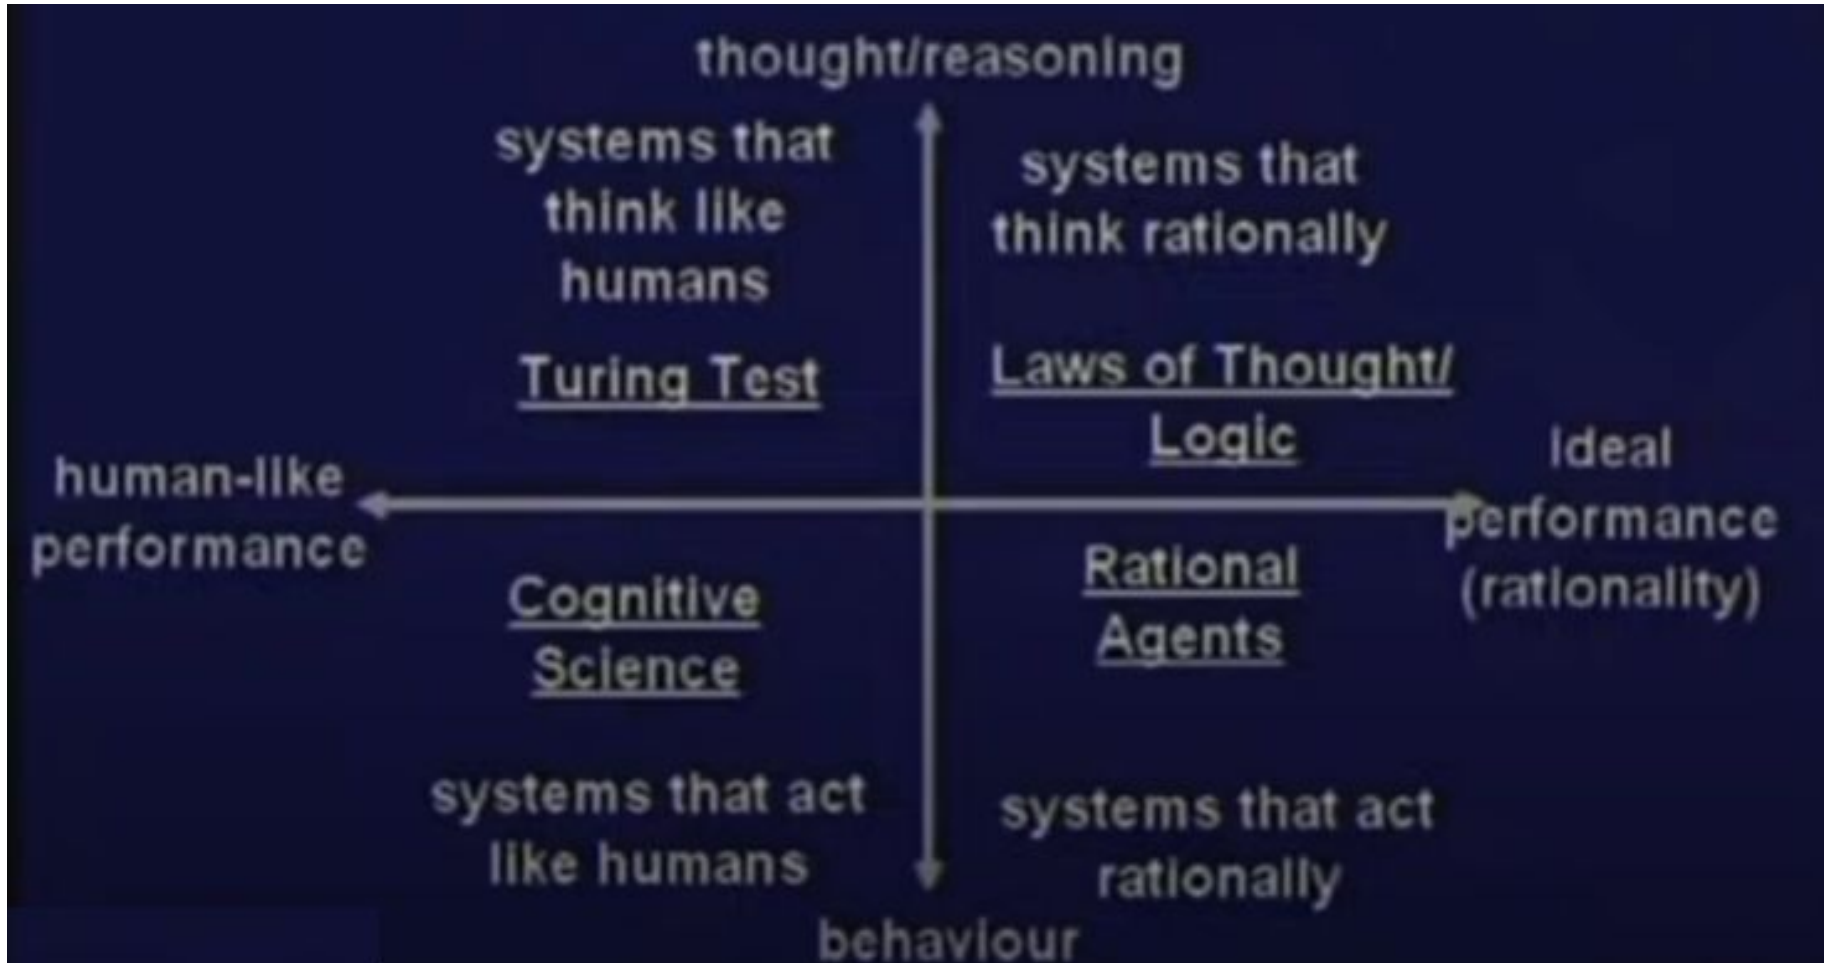 thought/reasoning
systems that
think like
humans
Turing Test
systems that
think rationally
Laws of Thought/
Logic
human-like
performance
ideal
performance
(rationality)
Cognitive
Science
systems that act
like humans
Rational
Agents
systems that act
rationally
behaviour